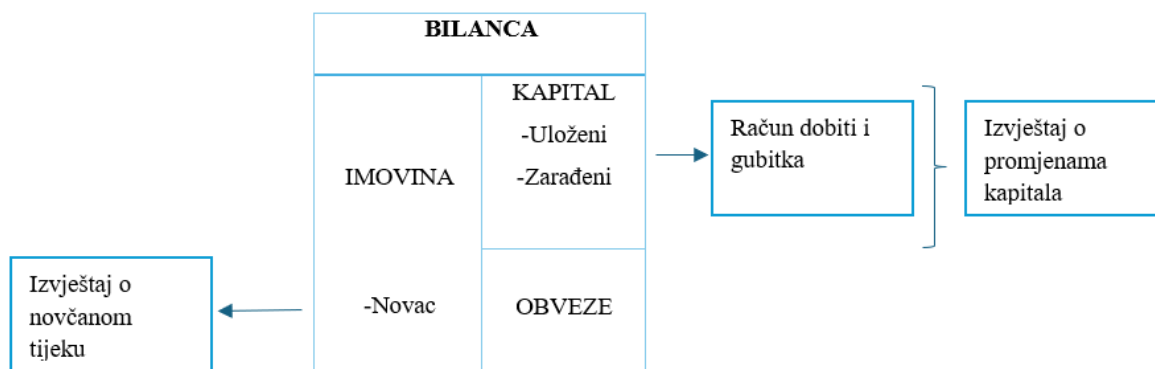 BILANCA
IMOVINA
-Novac
KAPITAL
-Uloženi
-Zarađeni
OBVEZE
Račun dobiti i
gubitka
Izvještaj o
promjenama
kapitala
Izvještaj o
novčanom
tijeku